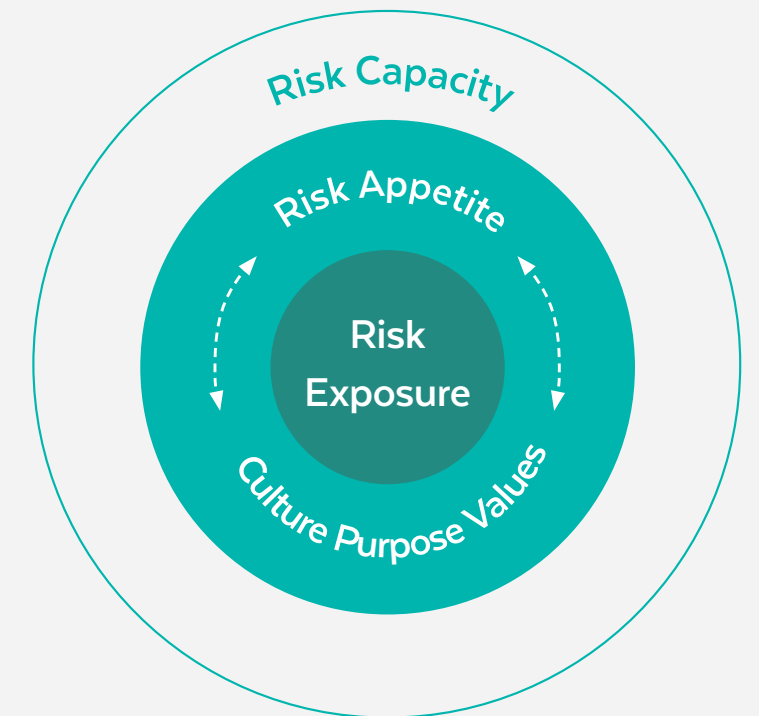 Risk Capacity
Risk Appetite
Risk
Exposure
Culture Purpose Values